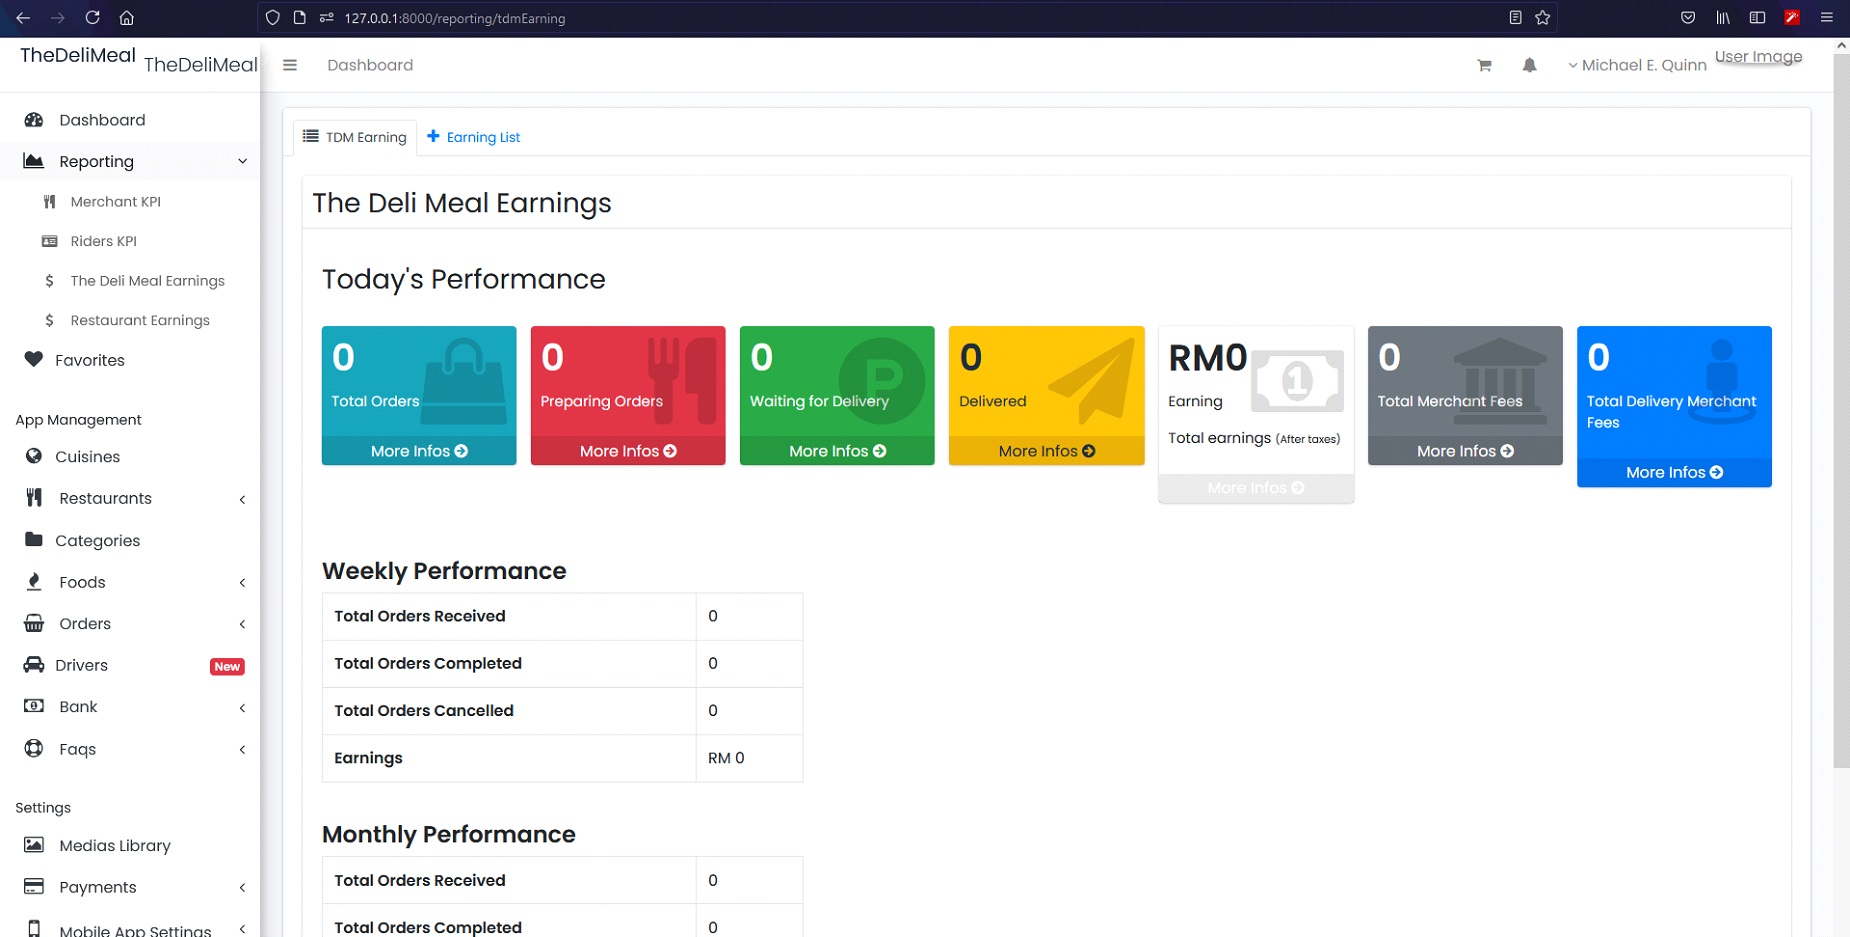 127.0.0.1:8000/reporting/tdmEarning
TheDeliMeal TheDeliMeal
Dashboard
Michael E. Quinn
User Image
Dashboard
Reporting
Merchant KPI
Riders KPI
$ The Deli Meal Earnings
$ Restaurant Earnings
Favorites
App Management
Cuisines
Restaurants
Categories
Foods
Orders
Drivers New
Bank
Faqs
Settings
Medias Library
Payments
Mobile App Settings
TDM Earning
Earning List
The Deli Meal Earnings
Today's Performance
0
Total Orders
More Infos
0
Preparing Orders
More Infos
0
P
Waiting for Delivery
More Infos
0
Delivered
More Infos
RM0
1
Earning
Total earnings (After taxes)
More Infos
0
Total Merchant Fees
More Infos
0
Total Delivery Merchant
Fees
More Infos
Weekly Performance
Total Orders Received 0
Total Orders Completed 0
Total Orders Cancelled 0
Earnings RM 0
Monthly Performance
Total Orders Received 0
Total Orders Completed 0